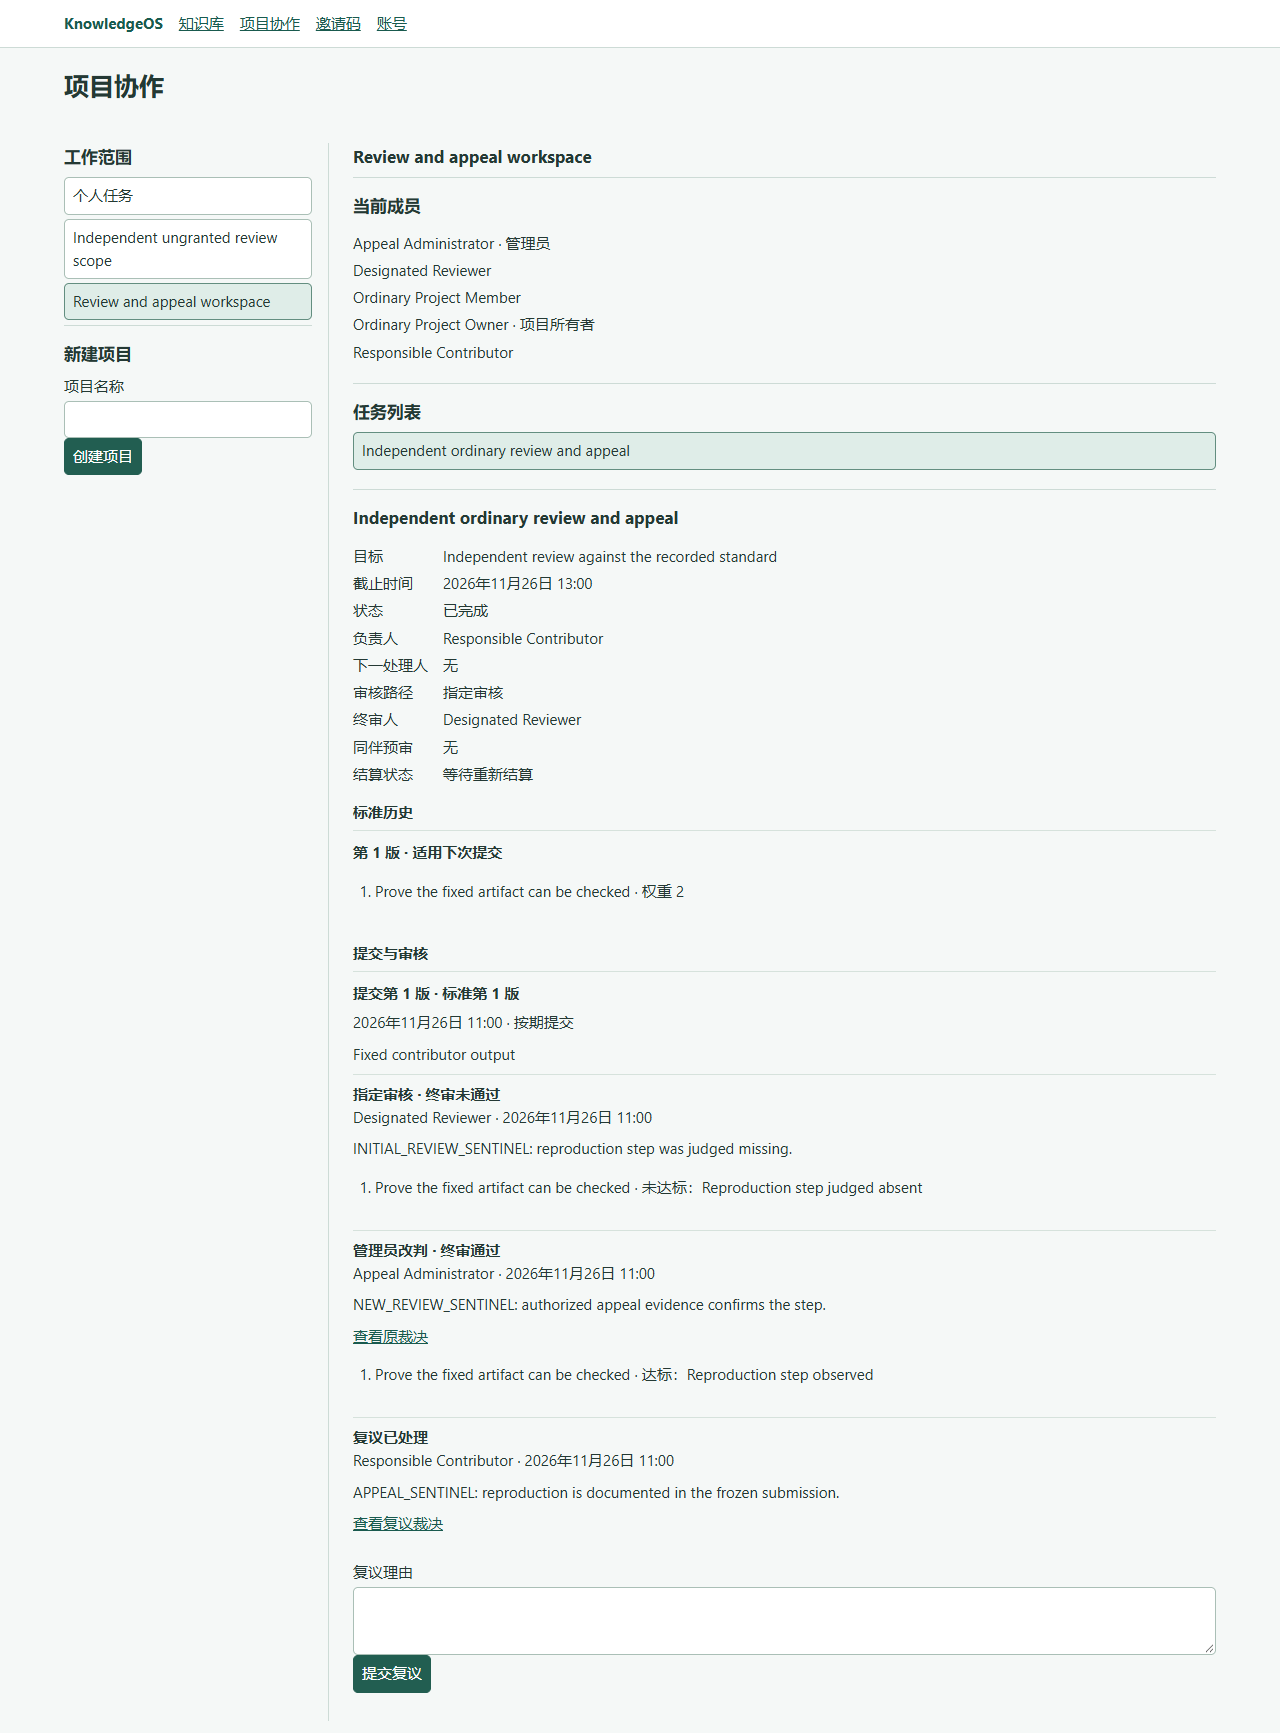 KnowledgeOS 知识库 项目协作 邀请码 账号
项目协作
工作范围
个人任务
Independent ungranted review
scope
Review and appeal workspace
新建项目
项目名称
创建项目
Review and appeal workspace
当前成员
Appeal Administrator · 管理员
Designated Reviewer
Ordinary Project Member
Ordinary Project Owner · 项目所有者
Responsible Contributor
任务列表
Independent ordinary review and appeal
Independent ordinary review and appeal
目标 Independent review against the recorded standard
截止时间 2026年11月26日 13:00
状态 已完成
负责人 Responsible Contributor
下一处理人 无
审核路径 指定审核
终审人 Designated Reviewer
同伴预审 无
结算状态 等待重新结算
标准历史
第 1 版 · 适用下次提交
1. Prove the fixed artifact can be checked · 权重 2
提交与审核
提交第 1 版 · 标准第 1 版
2026年11月26日 11:00 · 按期提交
Fixed contributor output
指定审核 · 终审未通过
Designated Reviewer · 2026年11月26日 11:00
INITIAL_REVIEW_SENTINEL: reproduction step was judged missing.
1. Prove the fixed artifact can be checked · 未达标：Reproduction step judged absent
管理员改判 · 终审通过
Appeal Administrator · 2026年11月26日 11:00
NEW_REVIEW_SENTINEL: authorized appeal evidence confirms the step.
查看原裁决
1. Prove the fixed artifact can be checked · 达标：Reproduction step observed
复议已处理
Responsible Contributor · 2026年11月26日 11:00
APPEAL_SENTINEL: reproduction is documented in the frozen submission.
查看复议裁决
复议理由
提交复议